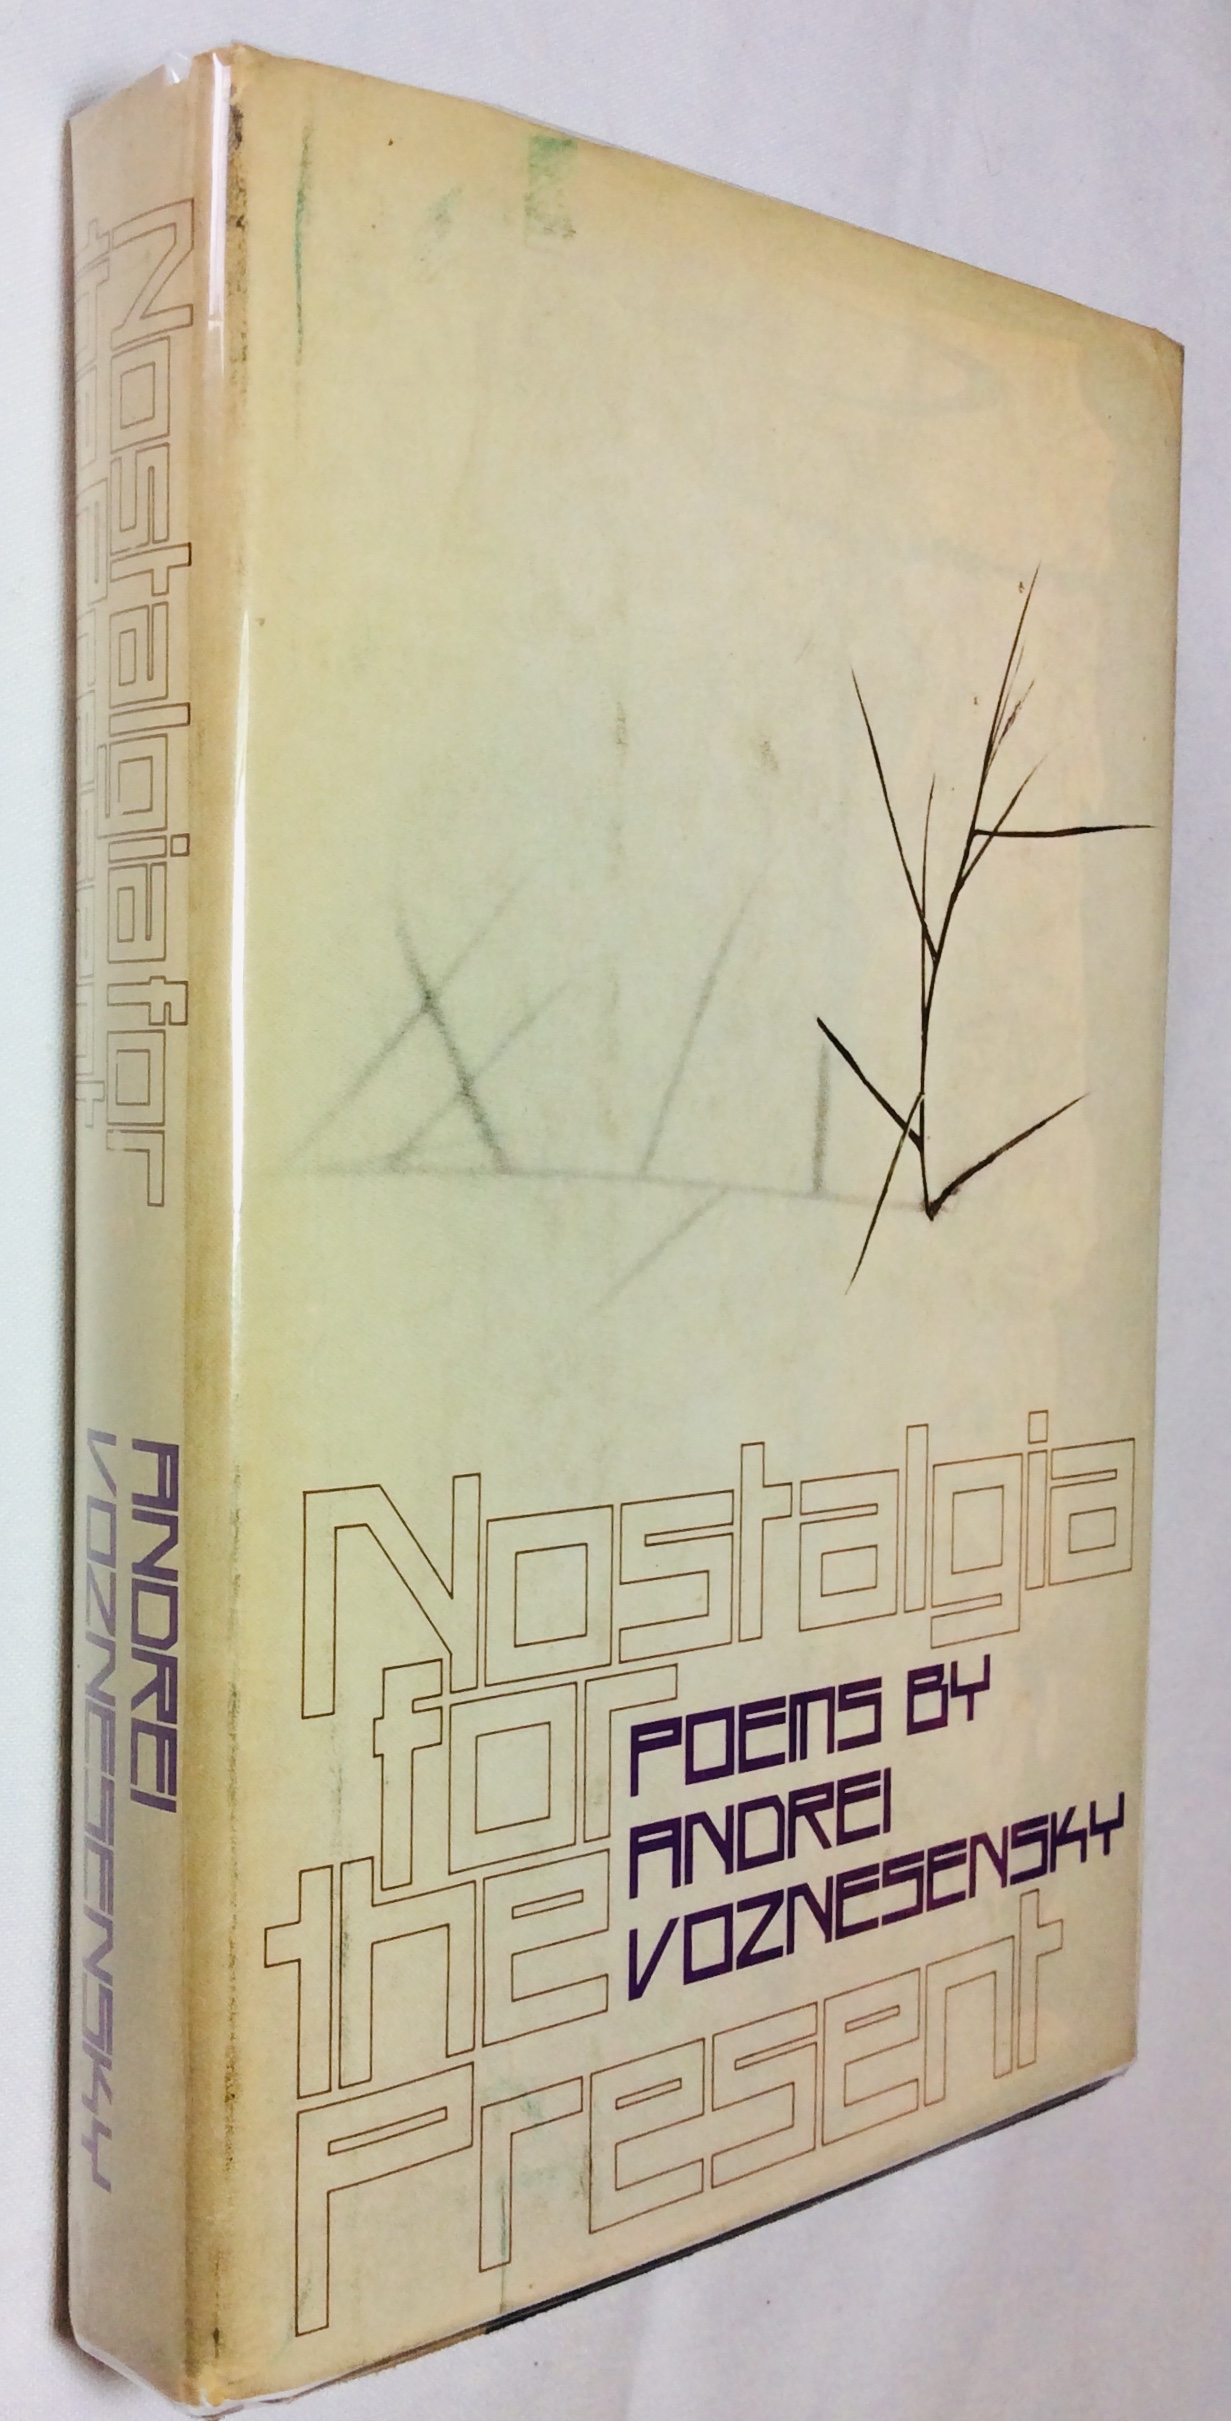 Nostalgia for
the Present
ANDREI
VOZNESENSKY
Nostalgia
for
the
Present
POEMS BY
ANDREI
VOZNESENSKY